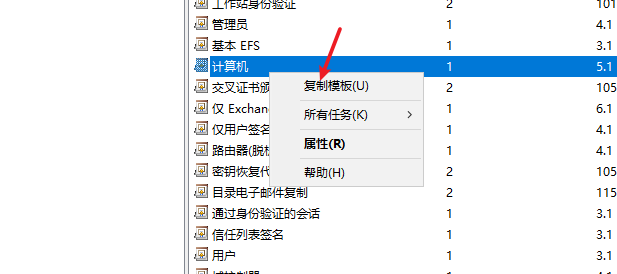 工作站身份验证 2 101
管理员 1 4.1
基本 EFS 1 3.1
计算机 1 5.1
复制模板(U)
交叉证书颁 2 105
所有任务(K)
仅 Exchan 1 6.1
仅用户签名 1 4.1
属性(R)
路由器(脱机 1 4.1
帮助(H)
密钥恢复代 2 105
目录电子邮件复制 2 115
通过身份验证的会话 1 3.1
信任列表签名 1 3.1
用户 1 3.1